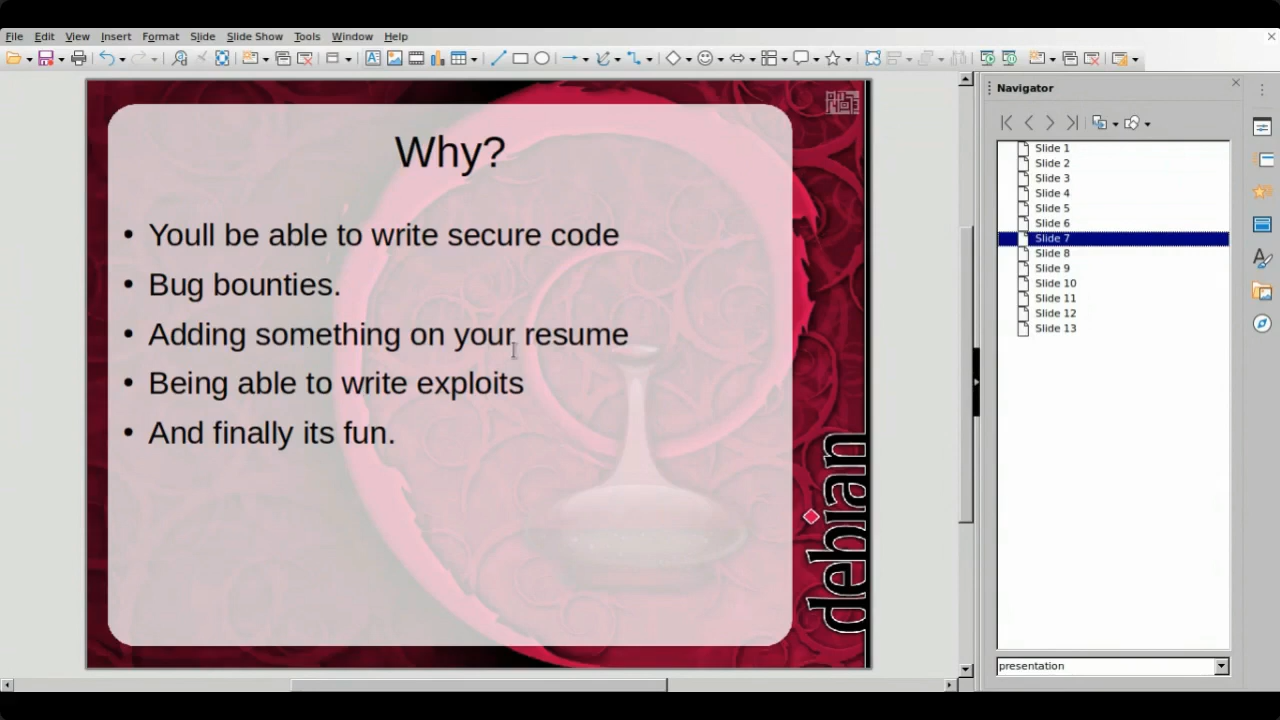 File Edit View Insert Format Slide Slide Show Tools Window Help
Navigator
Why?
• Youll be able to write secure code
• Bug bounties.
• Adding something on your resume
• Being able to write exploits
• And finally its fun.
debian
Slide 1
Slide 2
Slide 3
Slide 4
Slide 5
Slide 6
Slide 7
Slide 8
Slide 9
Slide 10
Slide 11
Slide 12
Slide 13
presentation